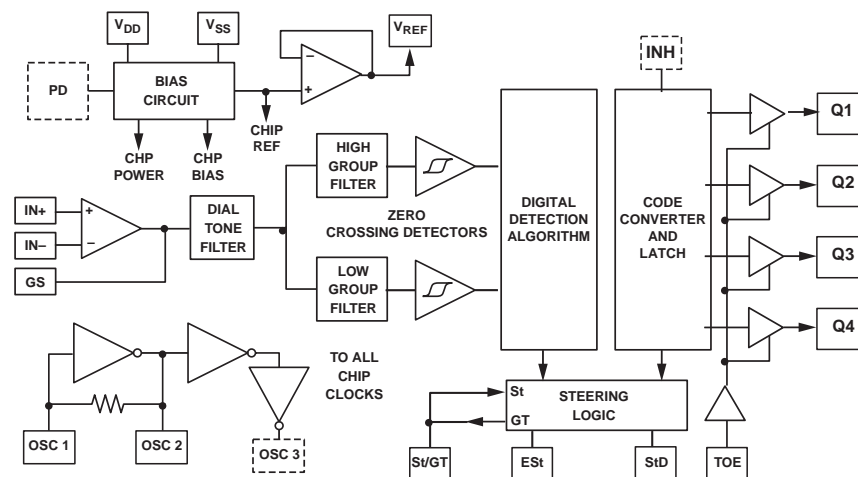 VDD
VSS
VREF
PD
BIAS
CIRCUIT
−
+
CHP
POWER
CHP
BIAS
CHIP
REF
INH
Q1
Q2
Q3
Q4
HIGH
GROUP
FILTER
ZERO
CROSSING DETECTORS
LOW
GROUP
FILTER
DIGITAL
DETECTION
ALGORITHM
CODE
CONVERTER
AND
LATCH
IN+
IN−
GS
+
−
DIAL
TONE
FILTER
TO ALL
CHIP
CLOCKS
OSC 1
OSC 2
OSC 3
St
GT
STEERING
LOGIC
St/GT
ESt
StD
TOE